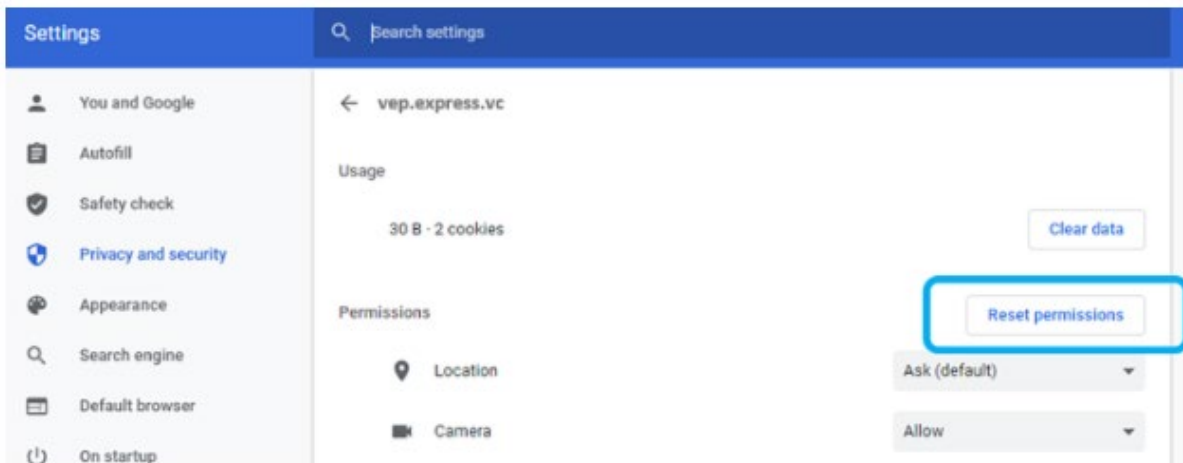 Settings
Search settings
You and Google
Autofill
Safety check
Privacy and security
Appearance
Search engine
Default browser
On startup
vep.express.vc
Usage
30 B - 2 cookies
Clear data
Permissions
Reset permissions
Location
Ask (default)
Camera
Allow